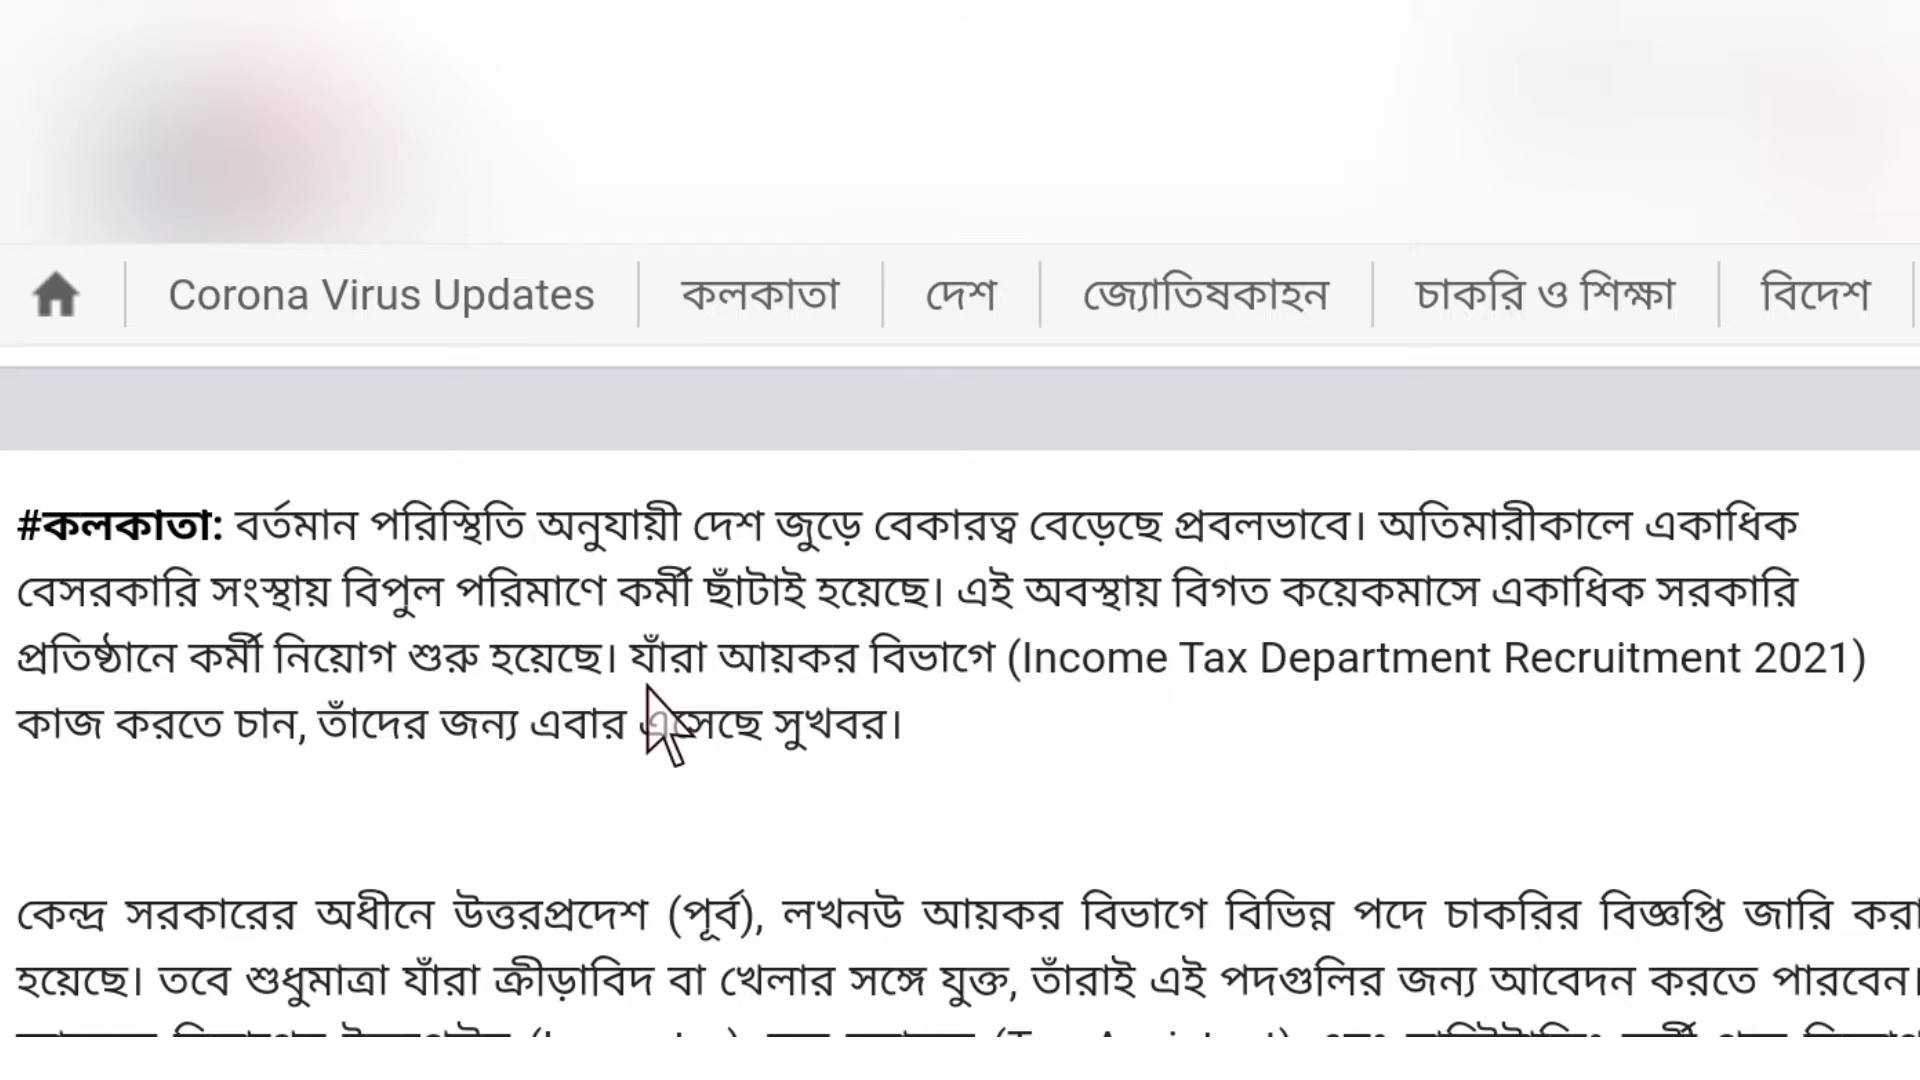 Corona Virus Updates কলকাতা দেশ জ্যোতিষকাহন চাকরি ও শিক্ষা বিদেশ
#কলকাতা: বর্তমান পরিস্থিতি অনুযায়ী দেশ জুড়ে বেকারত্ব বেড়েছে প্রবলভাবে। অতিমারীকালে একাধিক
বেসরকারি সংস্থায় বিপুল পরিমাণে কর্মী ছাঁটাই হয়েছে। এই অবস্থায় বিগত কয়েকমাসে একাধিক সরকারি
প্রতিষ্ঠানে কর্মী নিয়োগ শুরু হয়েছে। যাঁরা আয়কর বিভাগে (Income Tax Department Recruitment 2021)
কাজ করতে চান, তাঁদের জন্য এবার এসেছে সুখবর।
কেন্দ্র সরকারের অধীনে উত্তরপ্রদেশ (পূর্ব), লখনউ আয়কর বিভাগে বিভিন্ন পদে চাকরির বিজ্ঞপ্তি জারি করা
হয়েছে। তবে শুধুমাত্রা যাঁরা ক্রীড়াবিদ বা খেলার সঙ্গে যুক্ত, তাঁরাই এই পদগুলির জন্য আবেদন করতে পারবেন।